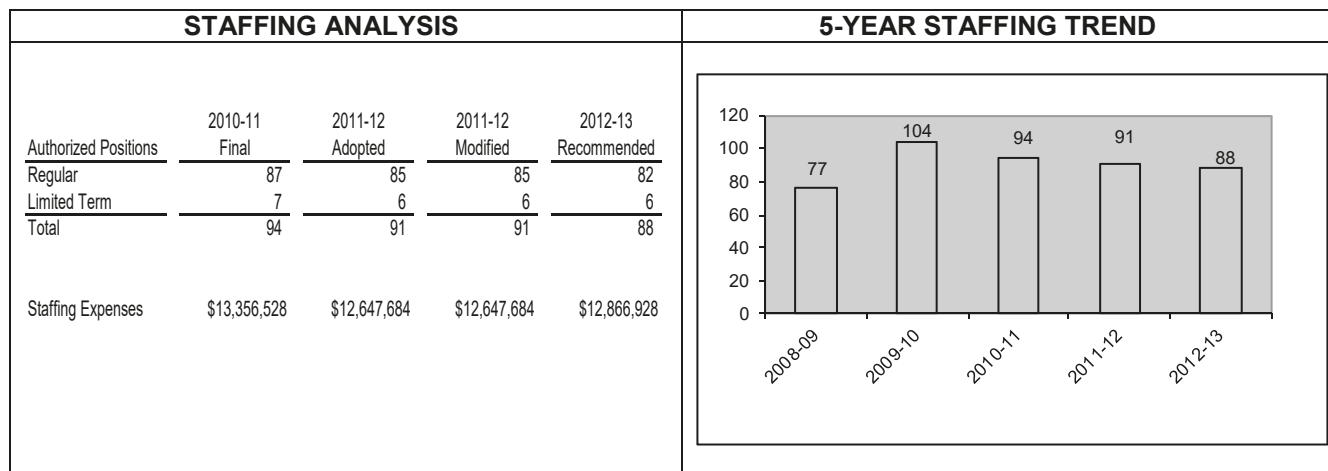 STAFFING ANALYSIS
5-YEAR STAFFING TREND
2010-11 2011-12 2011-12 2012-13
Authorized Positions Final Adopted Modified Recommended
Regular 87 85 85 82
Limited Term 7 6 6 6
Total 94 91 91 88
Staffing Expenses $13,356,528 $12,647,684 $12,647,684 $12,866,928
120
100
80
60
40
20
0
77 104 94 91 88
2008-09 2009-10 2010-11 2011-12 2012-13